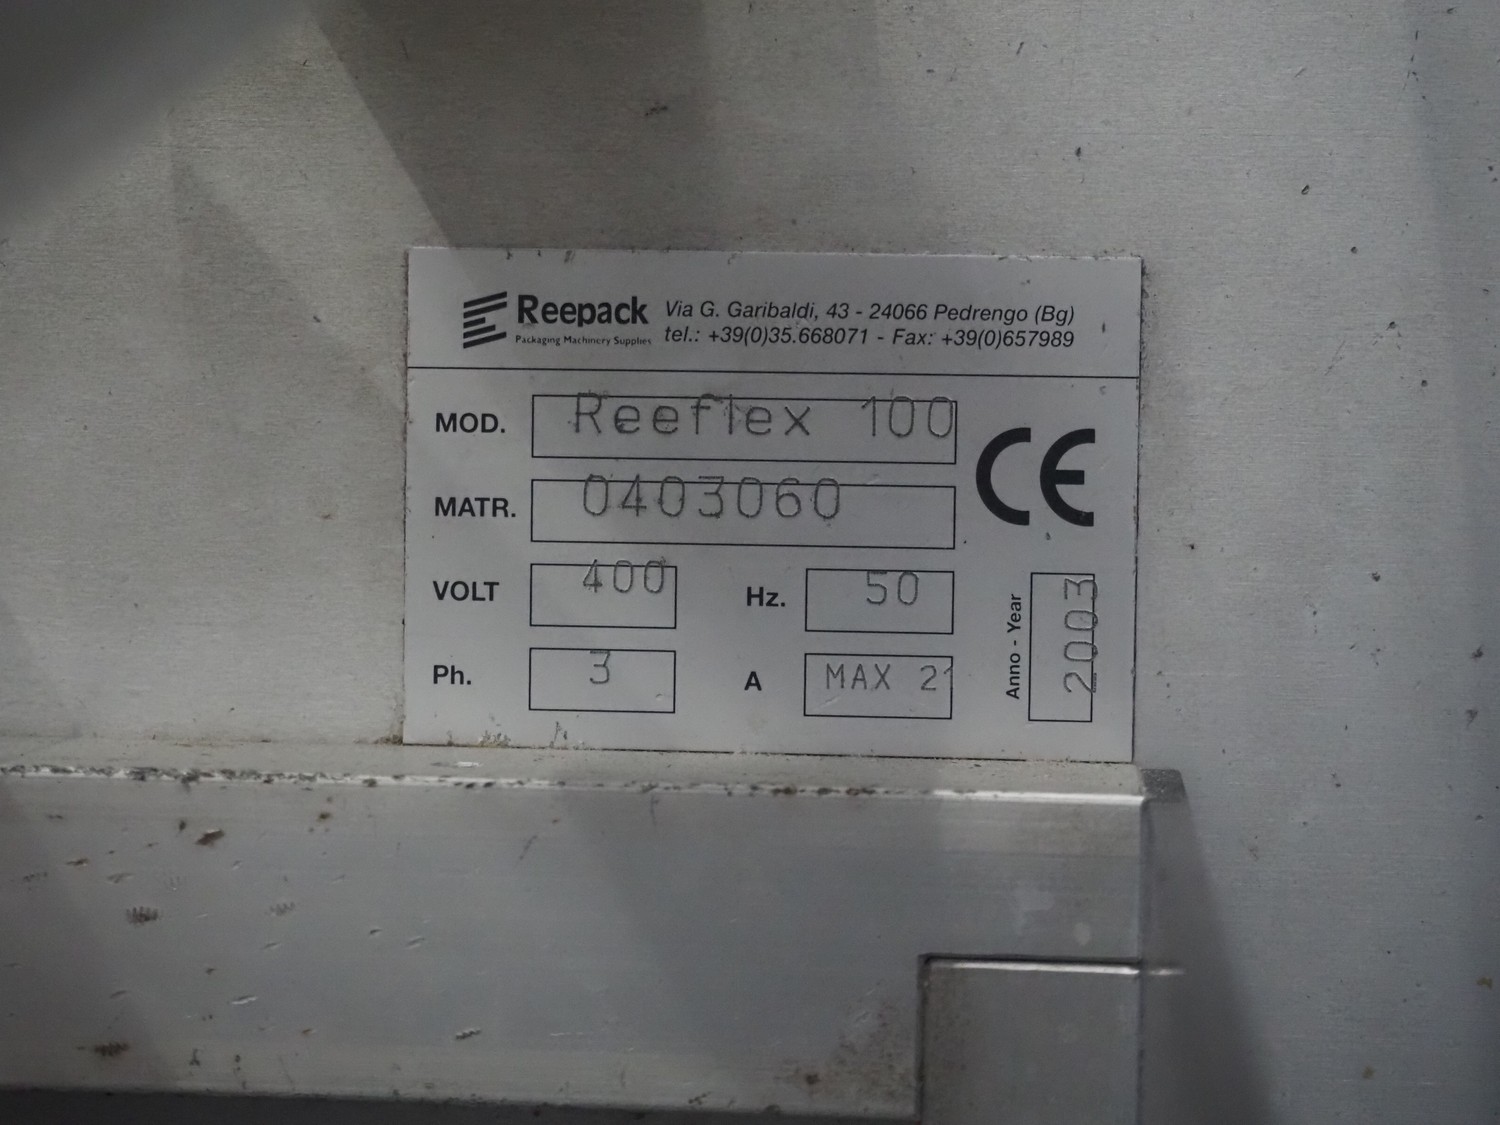 Reepack
Packaging Machinery Supplies
Via G. Garibaldi, 43 - 24066 Pedrengo (Bg)
tel.: +39(0)35.668071 - Fax: +39(0)657989
MOD. Reeflex 100
MATR. 0403060
CE
VOLT 400 Hz. 50
Ph. 3 A MAX 21
Anno - Year 2003